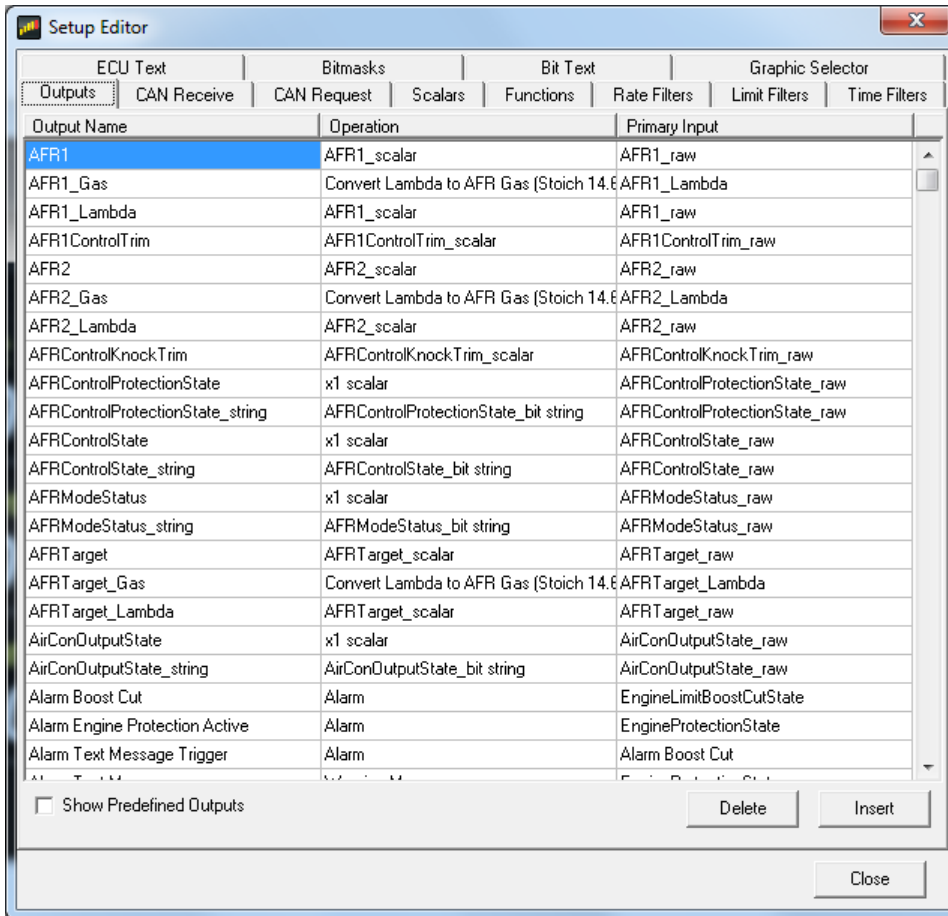 Setup Editor
ECU Text Bitmasks Bit Text Graphic Selector
Outputs CAN Receive CAN Request Scalars Functions Rate Filters Limit Filters Time Filters
Output Name Operation Primary Input
AFR1 AFR1_scalar AFR1_raw
AFR1_Gas Convert Lambda to AFR Gas (Stoich 14.6 AFR1_Lambda
AFR1_Lambda AFR1_scalar AFR1_raw
AFR1ControlTrim AFR1ControlTrim_scalar AFR1ControlTrim_raw
AFR2 AFR2_scalar AFR2_raw
AFR2_Gas Convert Lambda to AFR Gas (Stoich 14.6 AFR2_Lambda
AFR2_Lambda AFR2_scalar AFR2_raw
AFRControlKnockTrim AFRControlKnockTrim_scalar AFRControlKnockTrim_raw
AFRControlProtectionState x1 scalar AFRControlProtectionState_raw
AFRControlProtectionState_string AFRControlProtectionState_bit string AFRControlProtectionState_raw
AFRControlState x1 scalar AFRControlState_raw
AFRControlState_string AFRControlState_bit string AFRControlState_raw
AFRModeStatus x1 scalar AFRModeStatus_raw
AFRModeStatus_string AFRModeStatus_bit string AFRModeStatus_raw
AFRTarget AFRTarget_scalar AFRTarget_raw
AFRTarget_Gas Convert Lambda to AFR Gas (Stoich 14.6 AFRTarget_Lambda
AFRTarget_Lambda AFRTarget_scalar AFRTarget_raw
AirConOutputState x1 scalar AirConOutputState_raw
AirConOutputState_string AirConOutputState_bit string AirConOutputState_raw
Alarm Boost Cut Alarm EngineLimitBoostCutState
Alarm Engine Protection Active Alarm EngineProtectionState
Alarm Text Message Trigger Alarm Alarm Boost Cut
Show Predefined Outputs Delete Insert
Close